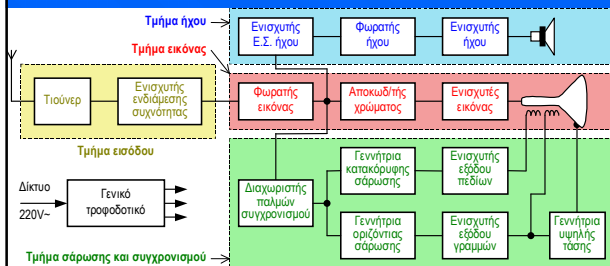 Τμήμα ήχου
Ενισχυτής
Ε.Σ. ήχου
Φωρατής
ήχου
Ενισχυτής
ήχου
Τμήμα εικόνας
Τιούνερ
Ενισχυτής
ενδιάμεσης
συχνότητας
Φωρατής
εικόνας
Αποκωδ/τής
χρώματος
Ενισχυτές
εικόνας
Τμήμα εισόδου
Δίκτυο
220V~
Γενικό
τροφοδοτικό
Διαχωριστής
παλμών
συγχρονισμού
Γεννήτρια
κατακόρυφης
σάρωσης
Ενισχυτής
εξόδου
πεδίων
Γεννήτρια
οριζόντιας
σάρωσης
Ενισχυτής
εξόδου
γραμμών
Γεννήτρια
υψηλής
τάσης
Τμήμα σάρωσης και συγχρονισμού